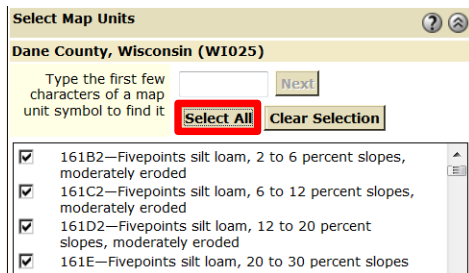 Select Map Units
Dane County, Wisconsin (WI025)
Type the first few
characters of a map
unit symbol to find it
Next
Select All Clear Selection
161B2—Fivepoints silt loam, 2 to 6 percent slopes,
moderately eroded
161C2—Fivepoints silt loam, 6 to 12 percent slopes,
moderately eroded
161D2—Fivepoints silt loam, 12 to 20 percent
slopes, moderately eroded
161E—Fivepoints silt loam, 20 to 30 percent slopes